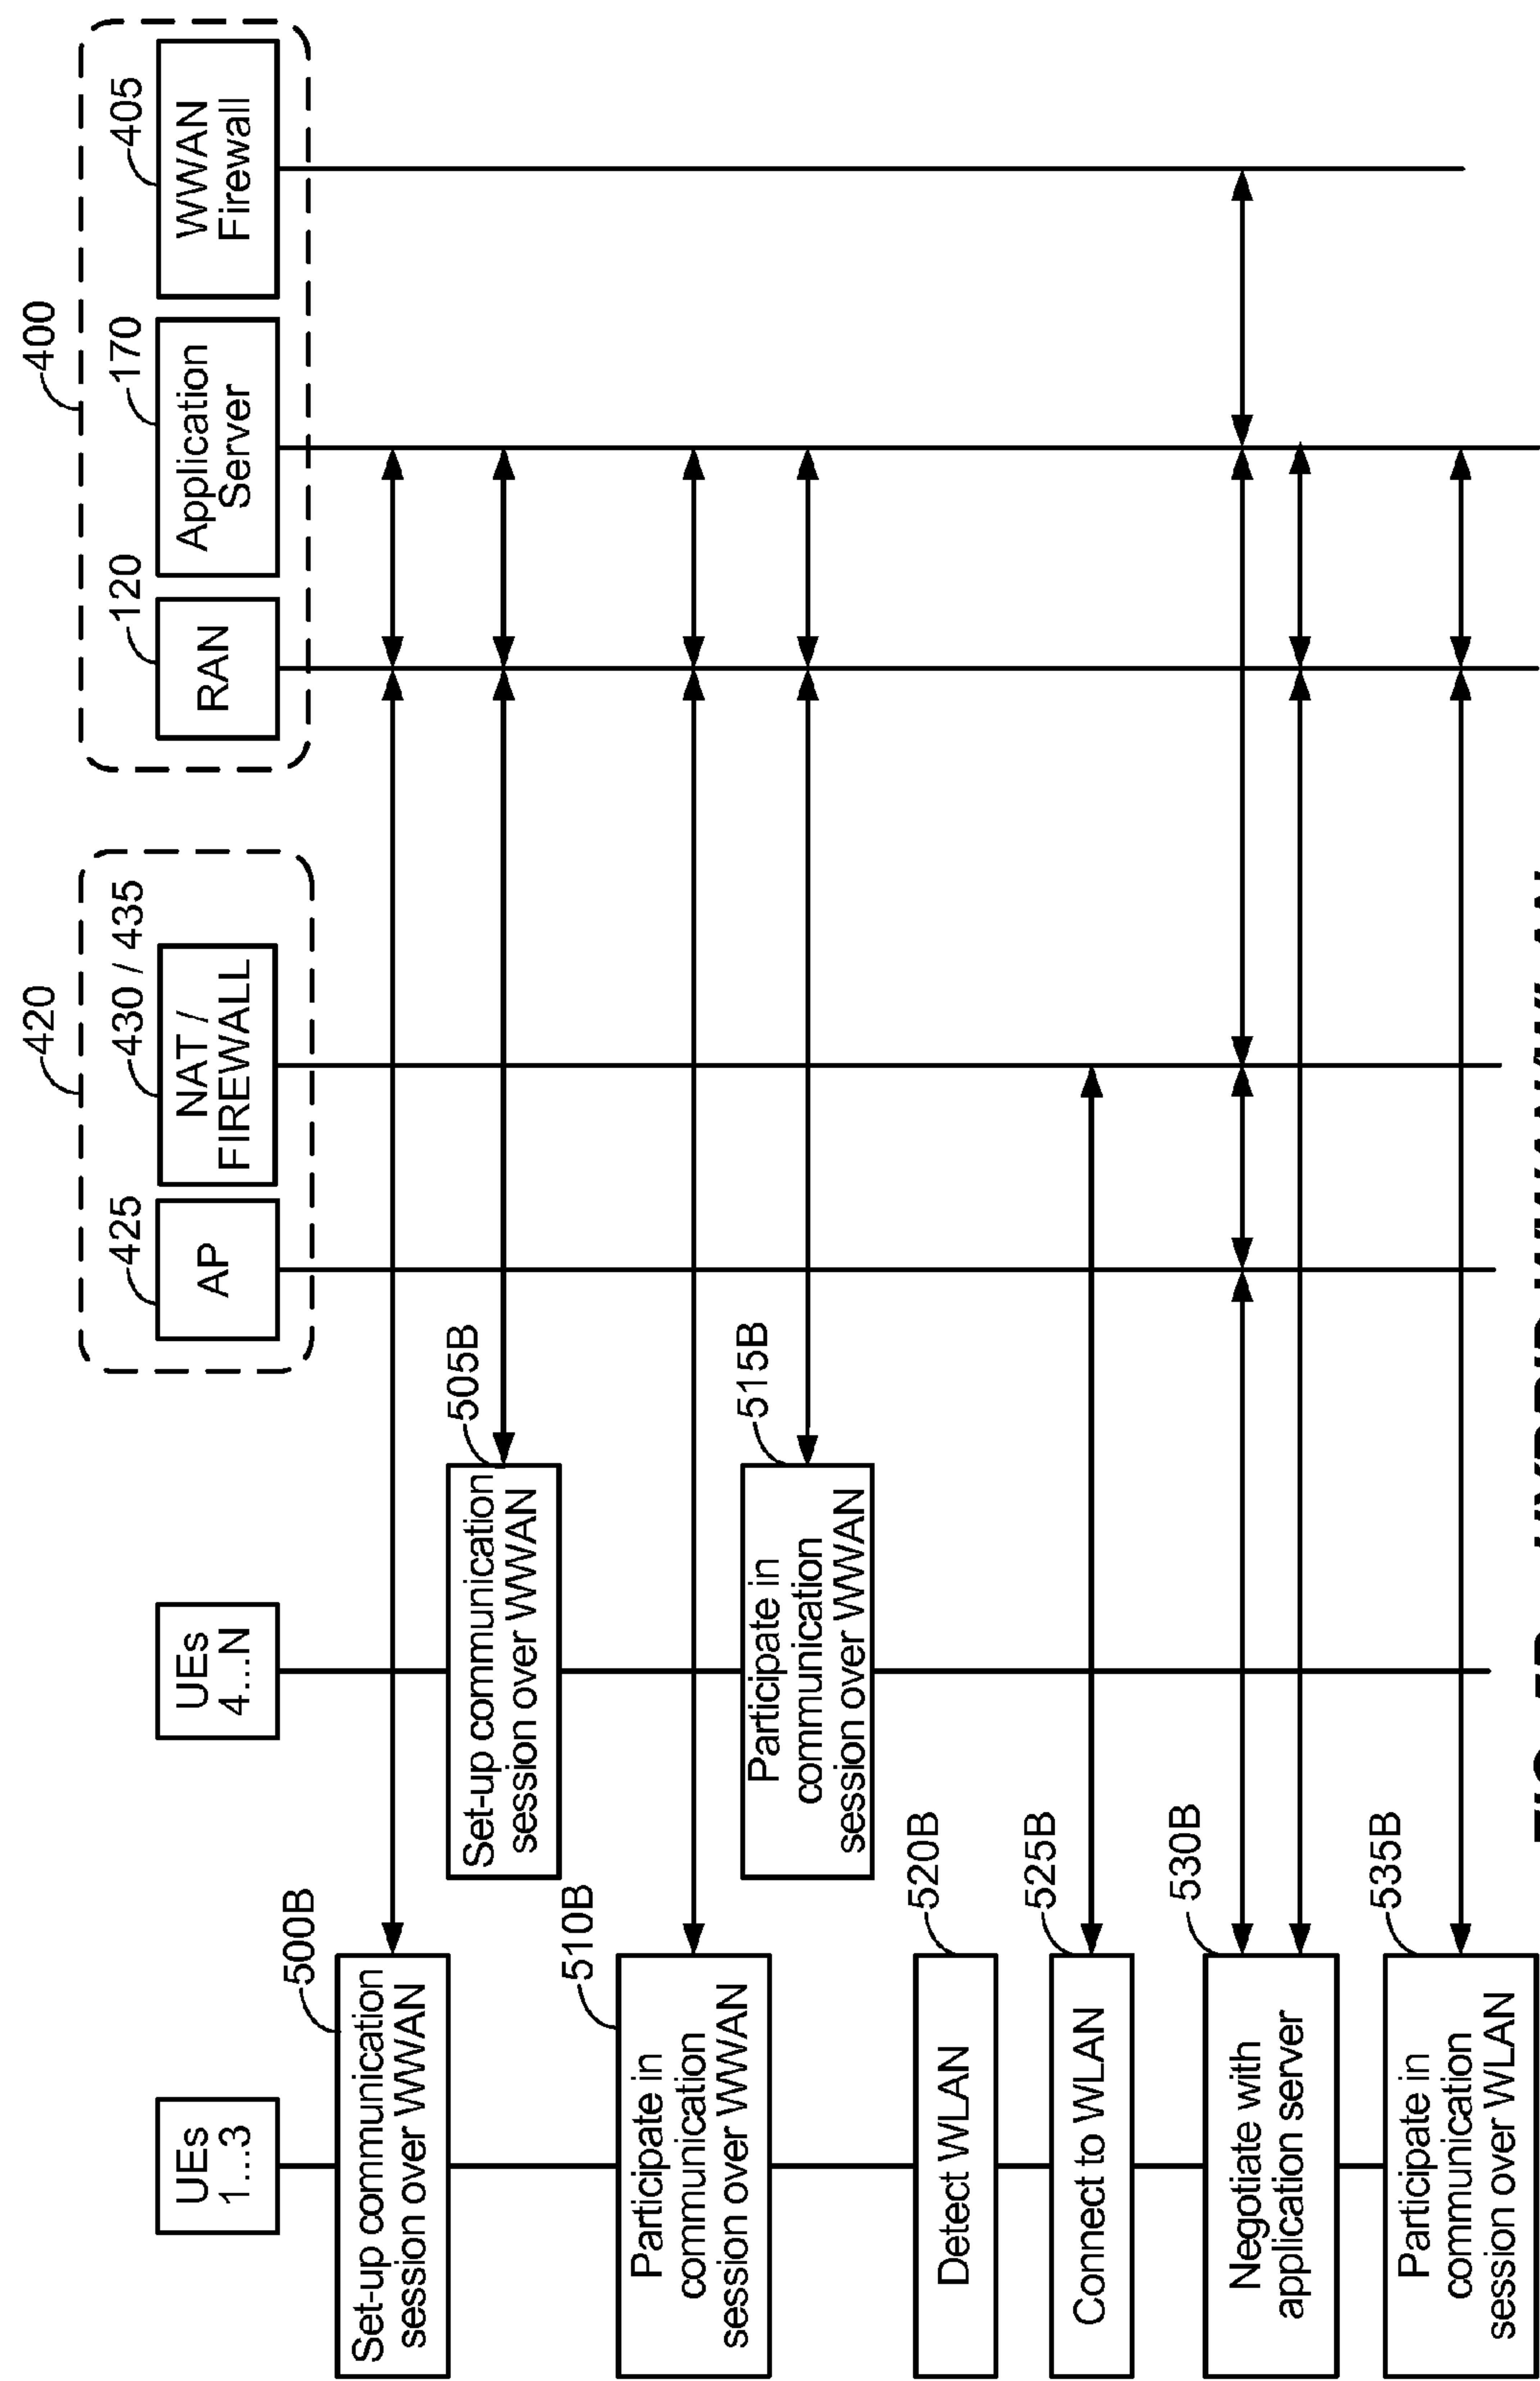 400
420
120
170
405
425
430 / 435
UEs
1...3
UEs
4...N
AP
NAT /
FIREWALL
RAN
Application
Server
WWAN
Firewall
500B
Set-up communication
session over WWAN
505B
Set-up communication
session over WWAN
510B
Participate in
communication
session over WWAN
515B
Participate in
communication
session over WWAN
520B
Detect WLAN
525B
Connect to WLAN
530B
Negotiate with
application server
535B
Participate in
communication
session over WLAN